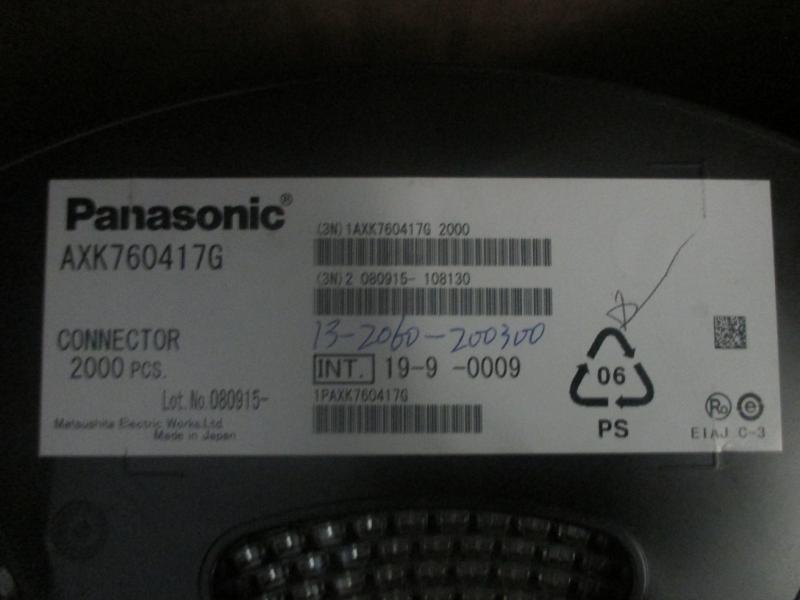 Panasonic®
AXK760417G
CONNECTOR
2000 PCS.
Lot.No.080915-
Matsushita Electric Works.Ltd.
Made in Japan
(3N)1AXK760417G 2000
(3N)2 080915- 108130
13-2060-200300
INT. 19-9 -0009
1PAXK760417G
06
PS
Ro e
EIAJ C-3